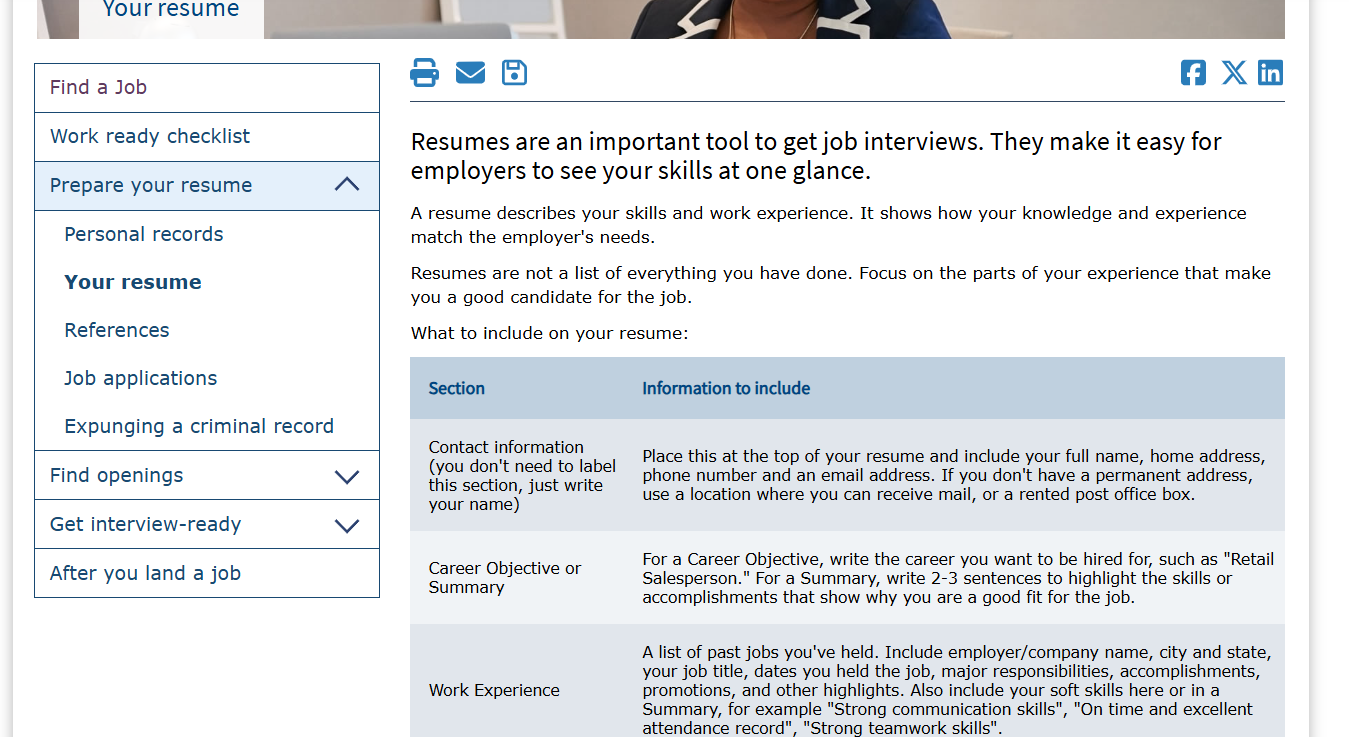 Your resume
Find a Job
Work ready checklist
Prepare your resume
Personal records
Your resume
References
Job applications
Expunging a criminal record
Find openings
Get interview-ready
After you land a job
Resumes are an important tool to get job interviews. They make it easy for
employers to see your skills at one glance.
A resume describes your skills and work experience. It shows how your knowledge and experience
match the employer's needs.
Resumes are not a list of everything you have done. Focus on the parts of your experience that make
you a good candidate for the job.
What to include on your resume:
Section
Information to include
Contact information
(you don't need to label
this section, just write
your name)
Place this at the top of your resume and include your full name, home address,
phone number and an email address. If you don't have a permanent address,
use a location where you can receive mail, or a rented post office box.
Career Objective or
Summary
For a Career Objective, write the career you want to be hired for, such as "Retail
Salesperson." For a Summary, write 2-3 sentences to highlight the skills or
accomplishments that show why you are a good fit for the job.
Work Experience
A list of past jobs you've held. Include employer/company name, city and state,
your job title, dates you held the job, major responsibilities, accomplishments,
promotions, and other highlights. Also include your soft skills here or in a
Summary, for example "Strong communication skills", "On time and excellent
attendance record", "Strong teamwork skills".